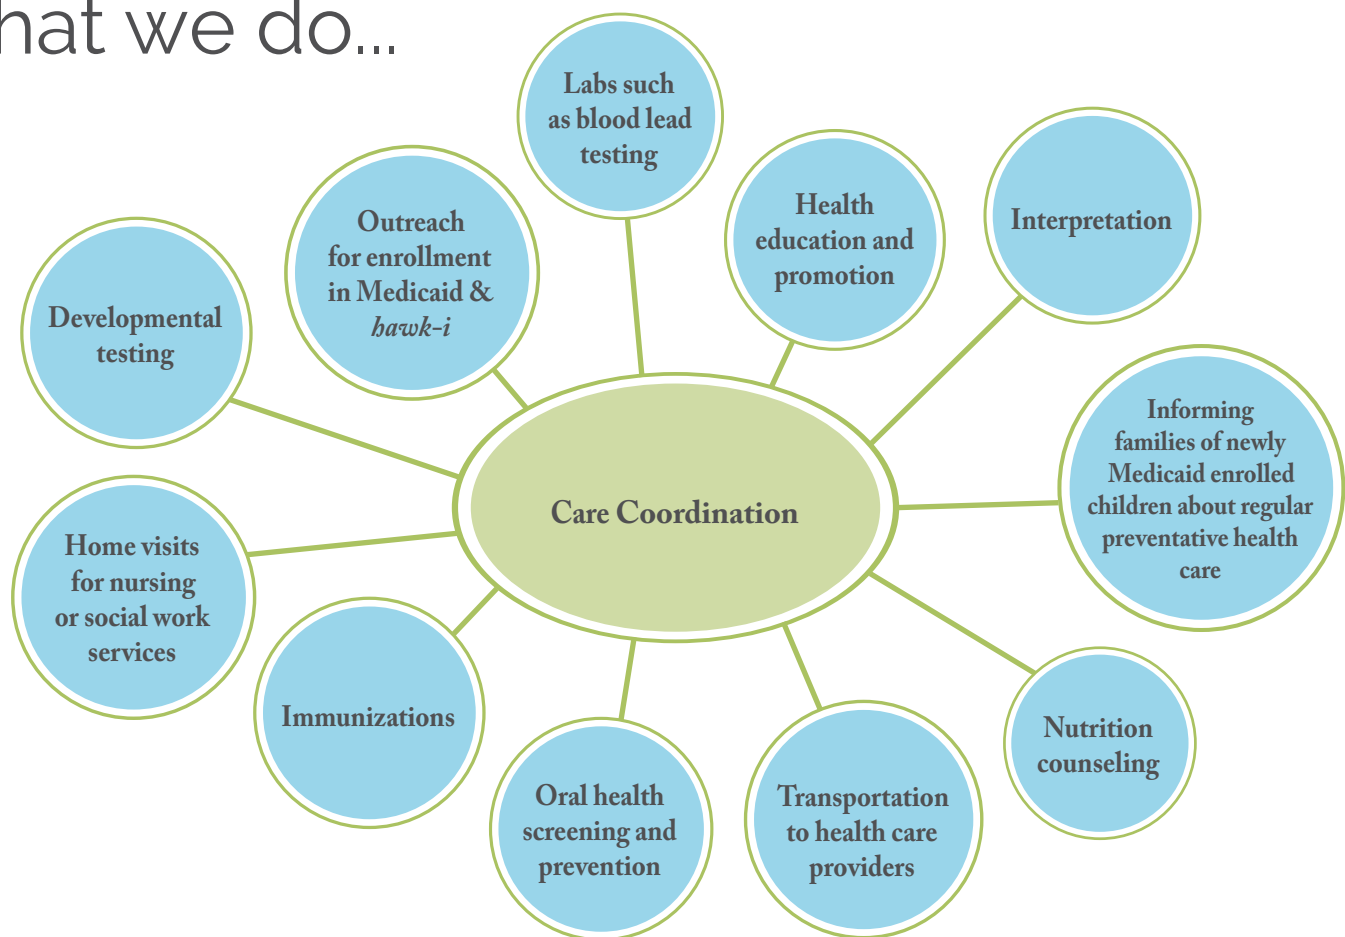 hat we do...
Labs such
as blood lead
testing
Health
education and
promotion
Interpretation
Outreach
for enrollment
in Medicaid &
hawk-i
Developmental
testing
Informing
families of newly
Medicaid enrolled
children about regular
preventative health
care
Care Coordination
Home visits
for nursing
or social work
services
Immunizations
Nutrition
counseling
Oral health
screening and
prevention
Transportation
to health care
providers